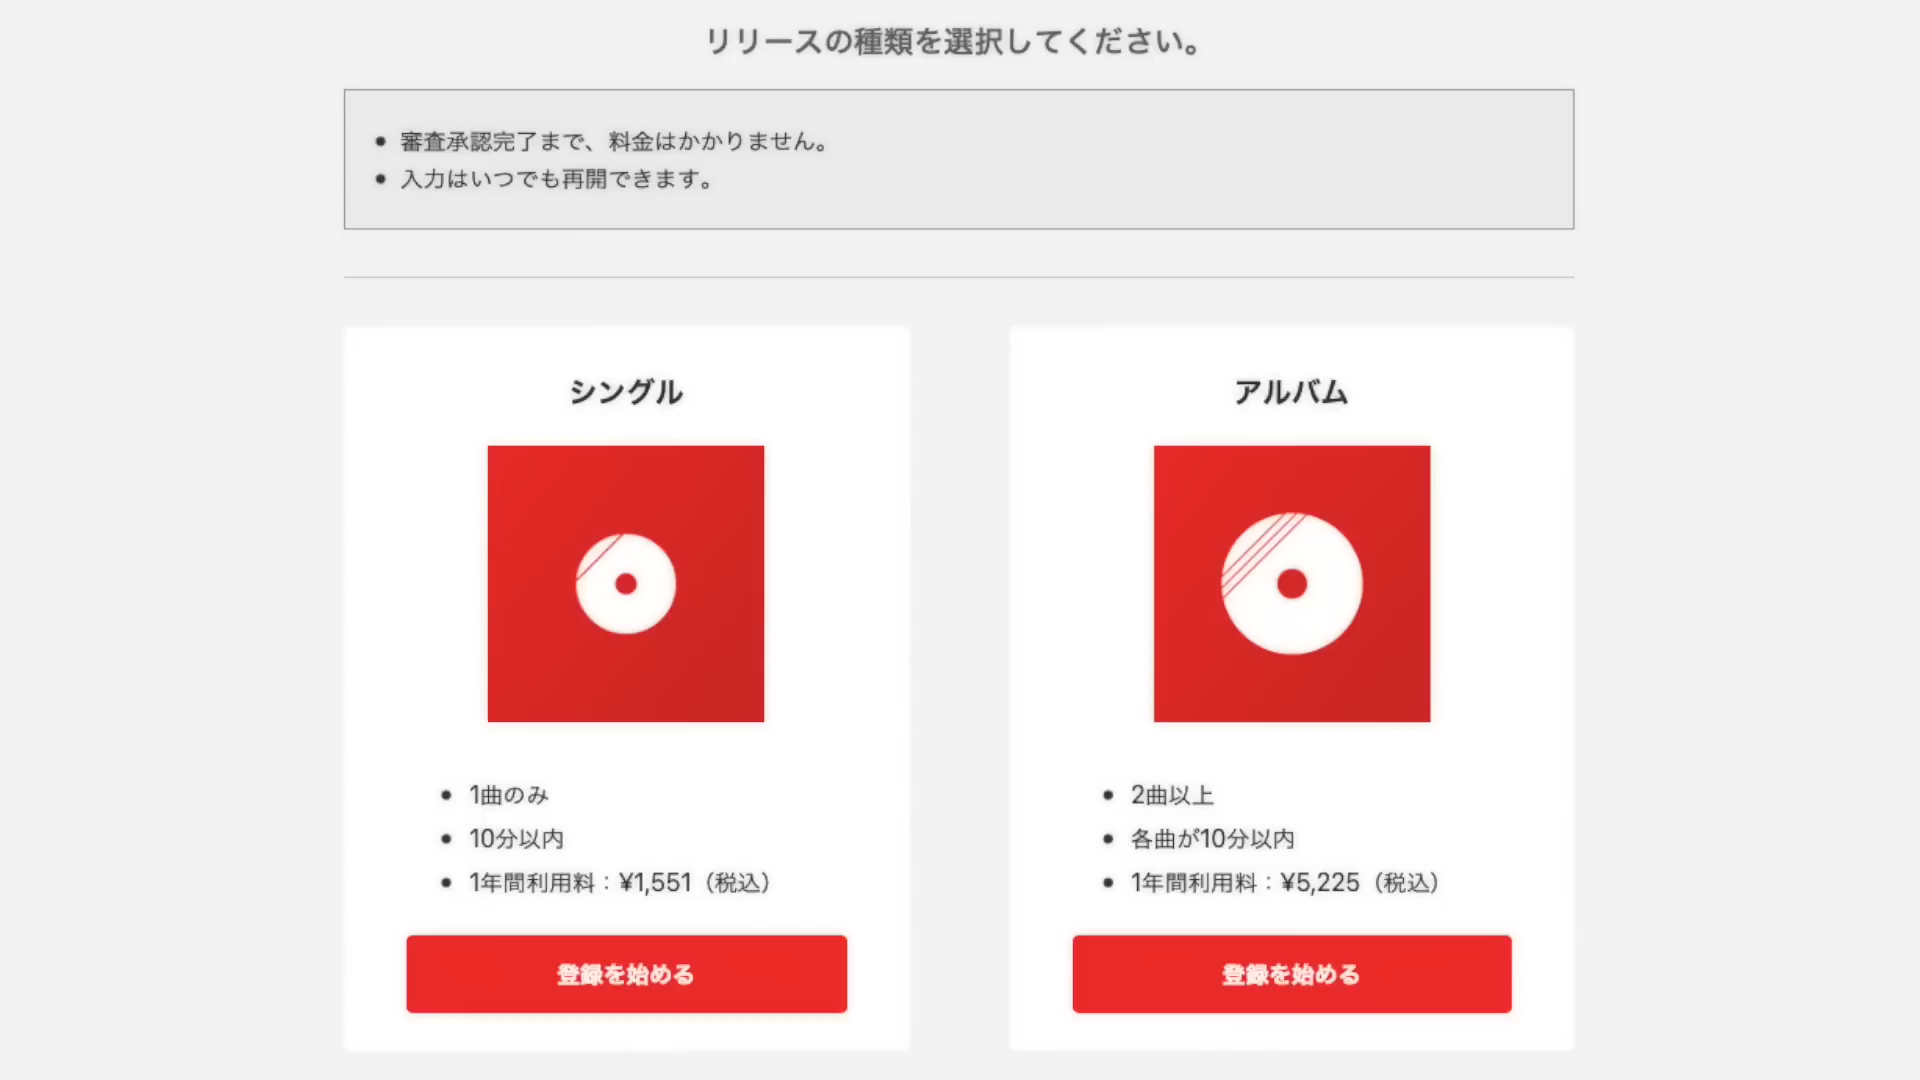 リリースの種類を選択してください。
• 審査承認完了まで、料金はかかりません。
• 入力はいつでも再開できます。
シングル
• 1曲のみ
• 10分以内
• 1年間利用料：¥1,551（税込）
登録を始める
アルバム
• 2曲以上
• 各曲が10分以内
• 1年間利用料：¥5,225（税込）
登録を始める